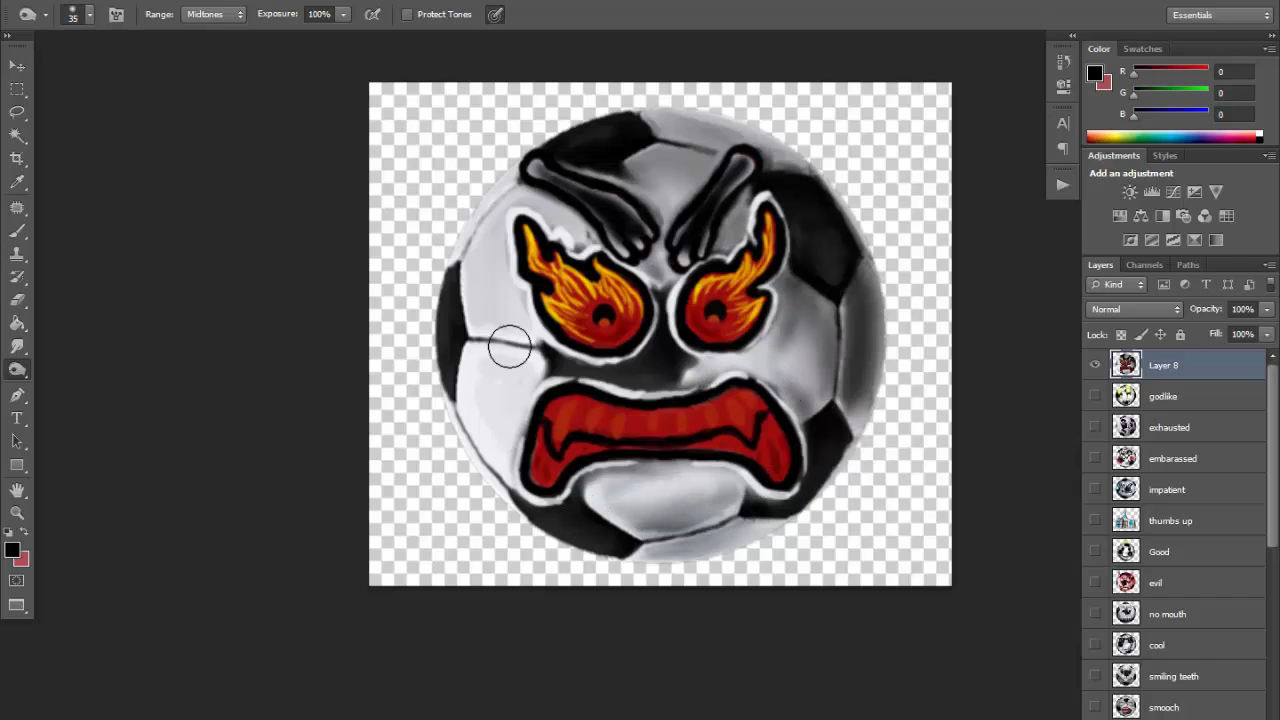 35 Range: Midtones Exposure: 100% Protect Tones Essentials
Color Swatches
R 0
G 0
B 0
Adjustments Styles
Add an adjustment
Layers Channels Paths
Kind
Normal Opacity: 100%
Lock: Fill: 100%
Layer 8
godlike
exhausted
embarassed
impatient
thumbs up
Good
evil
no mouth
cool
smiling teeth
smooch